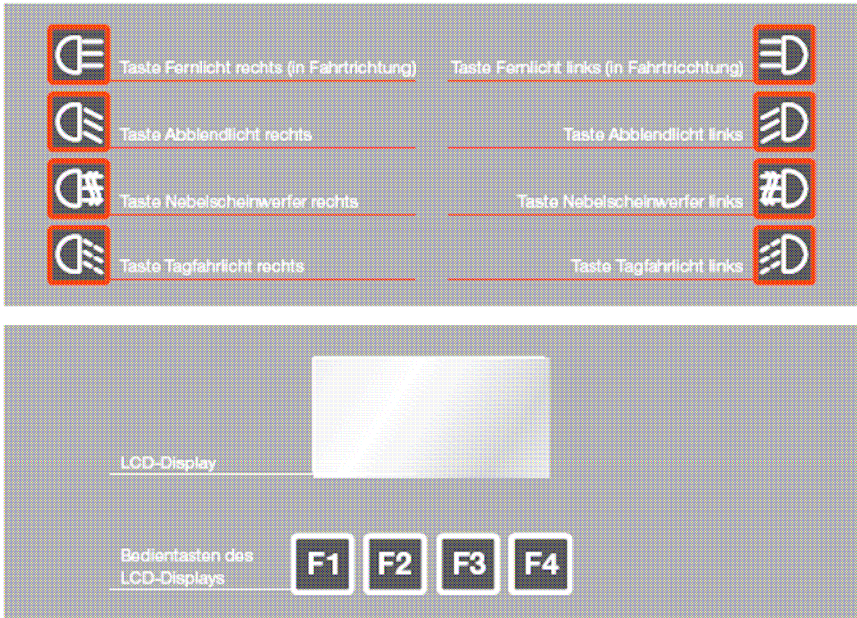 Taste Fernlicht rechts (in Fahrtrichtung)
Taste Fernlicht links (in Fahrtricchtung)
Taste Abblendlicht rechts
Taste Abblendlicht links
Taste Nebelscheinwerfer rechts
Taste Nebelscheinwerfer links
Taste Tagfahrlicht rechts
Taste Tagfahrlicht links
LCD-Display
Bedientasten des
LCD-Displays
F1 F2 F3 F4